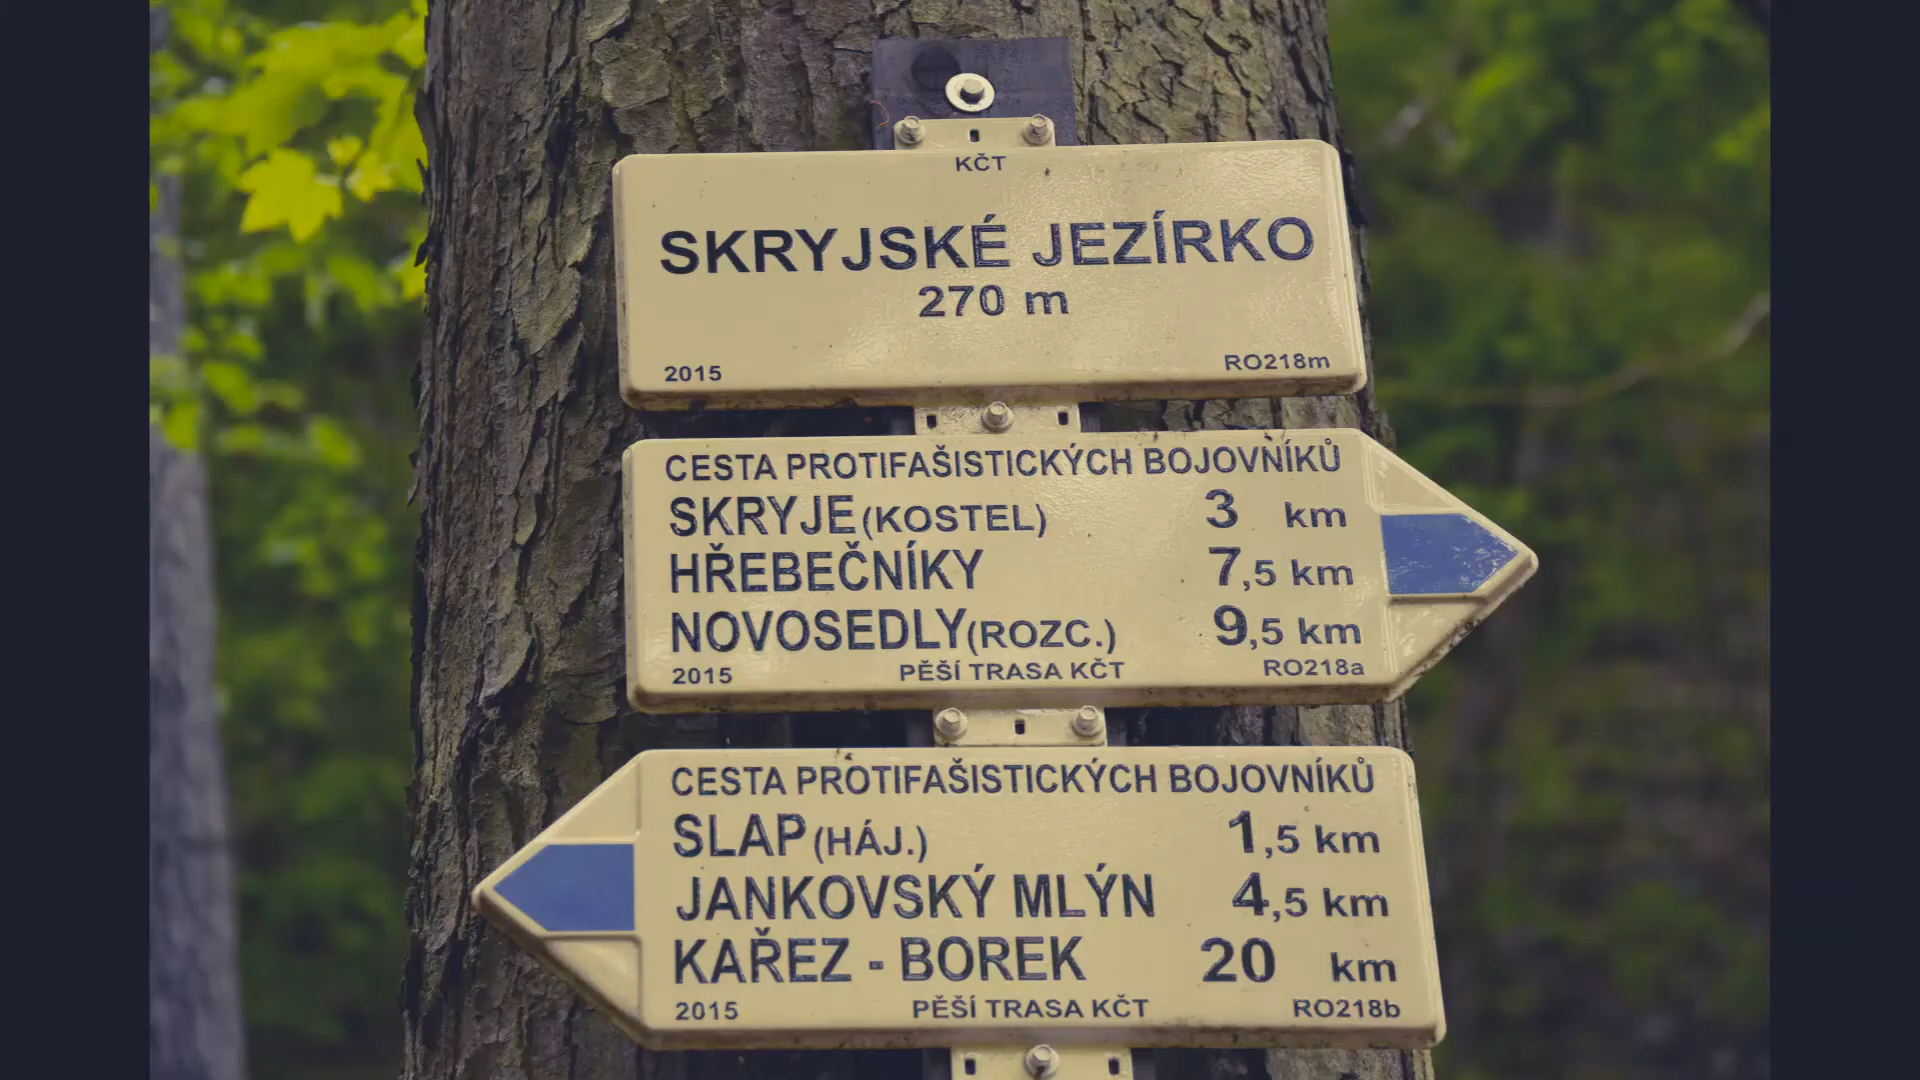 KČT
SKRYJSKÉ JEZÍRKO
270 m
2015 RO218m
CESTA PROTIFAŠISTICKÝCH BOJOVNÍKŮ
SKRYJE (KOSTEL) 3 km
HŘEBEČNÍKY 7,5 km
NOVOSEDLY (ROZC.) 9,5 km
2015 PĚŠÍ TRASA KČT RO218a
CESTA PROTIFAŠISTICKÝCH BOJOVNÍKŮ
SLAP (HÁJ.) 1,5 km
JANKOVSKÝ MLÝN 4,5 km
KAŘEZ - BOREK 20 km
2015 PĚŠÍ TRASA KČT RO218b